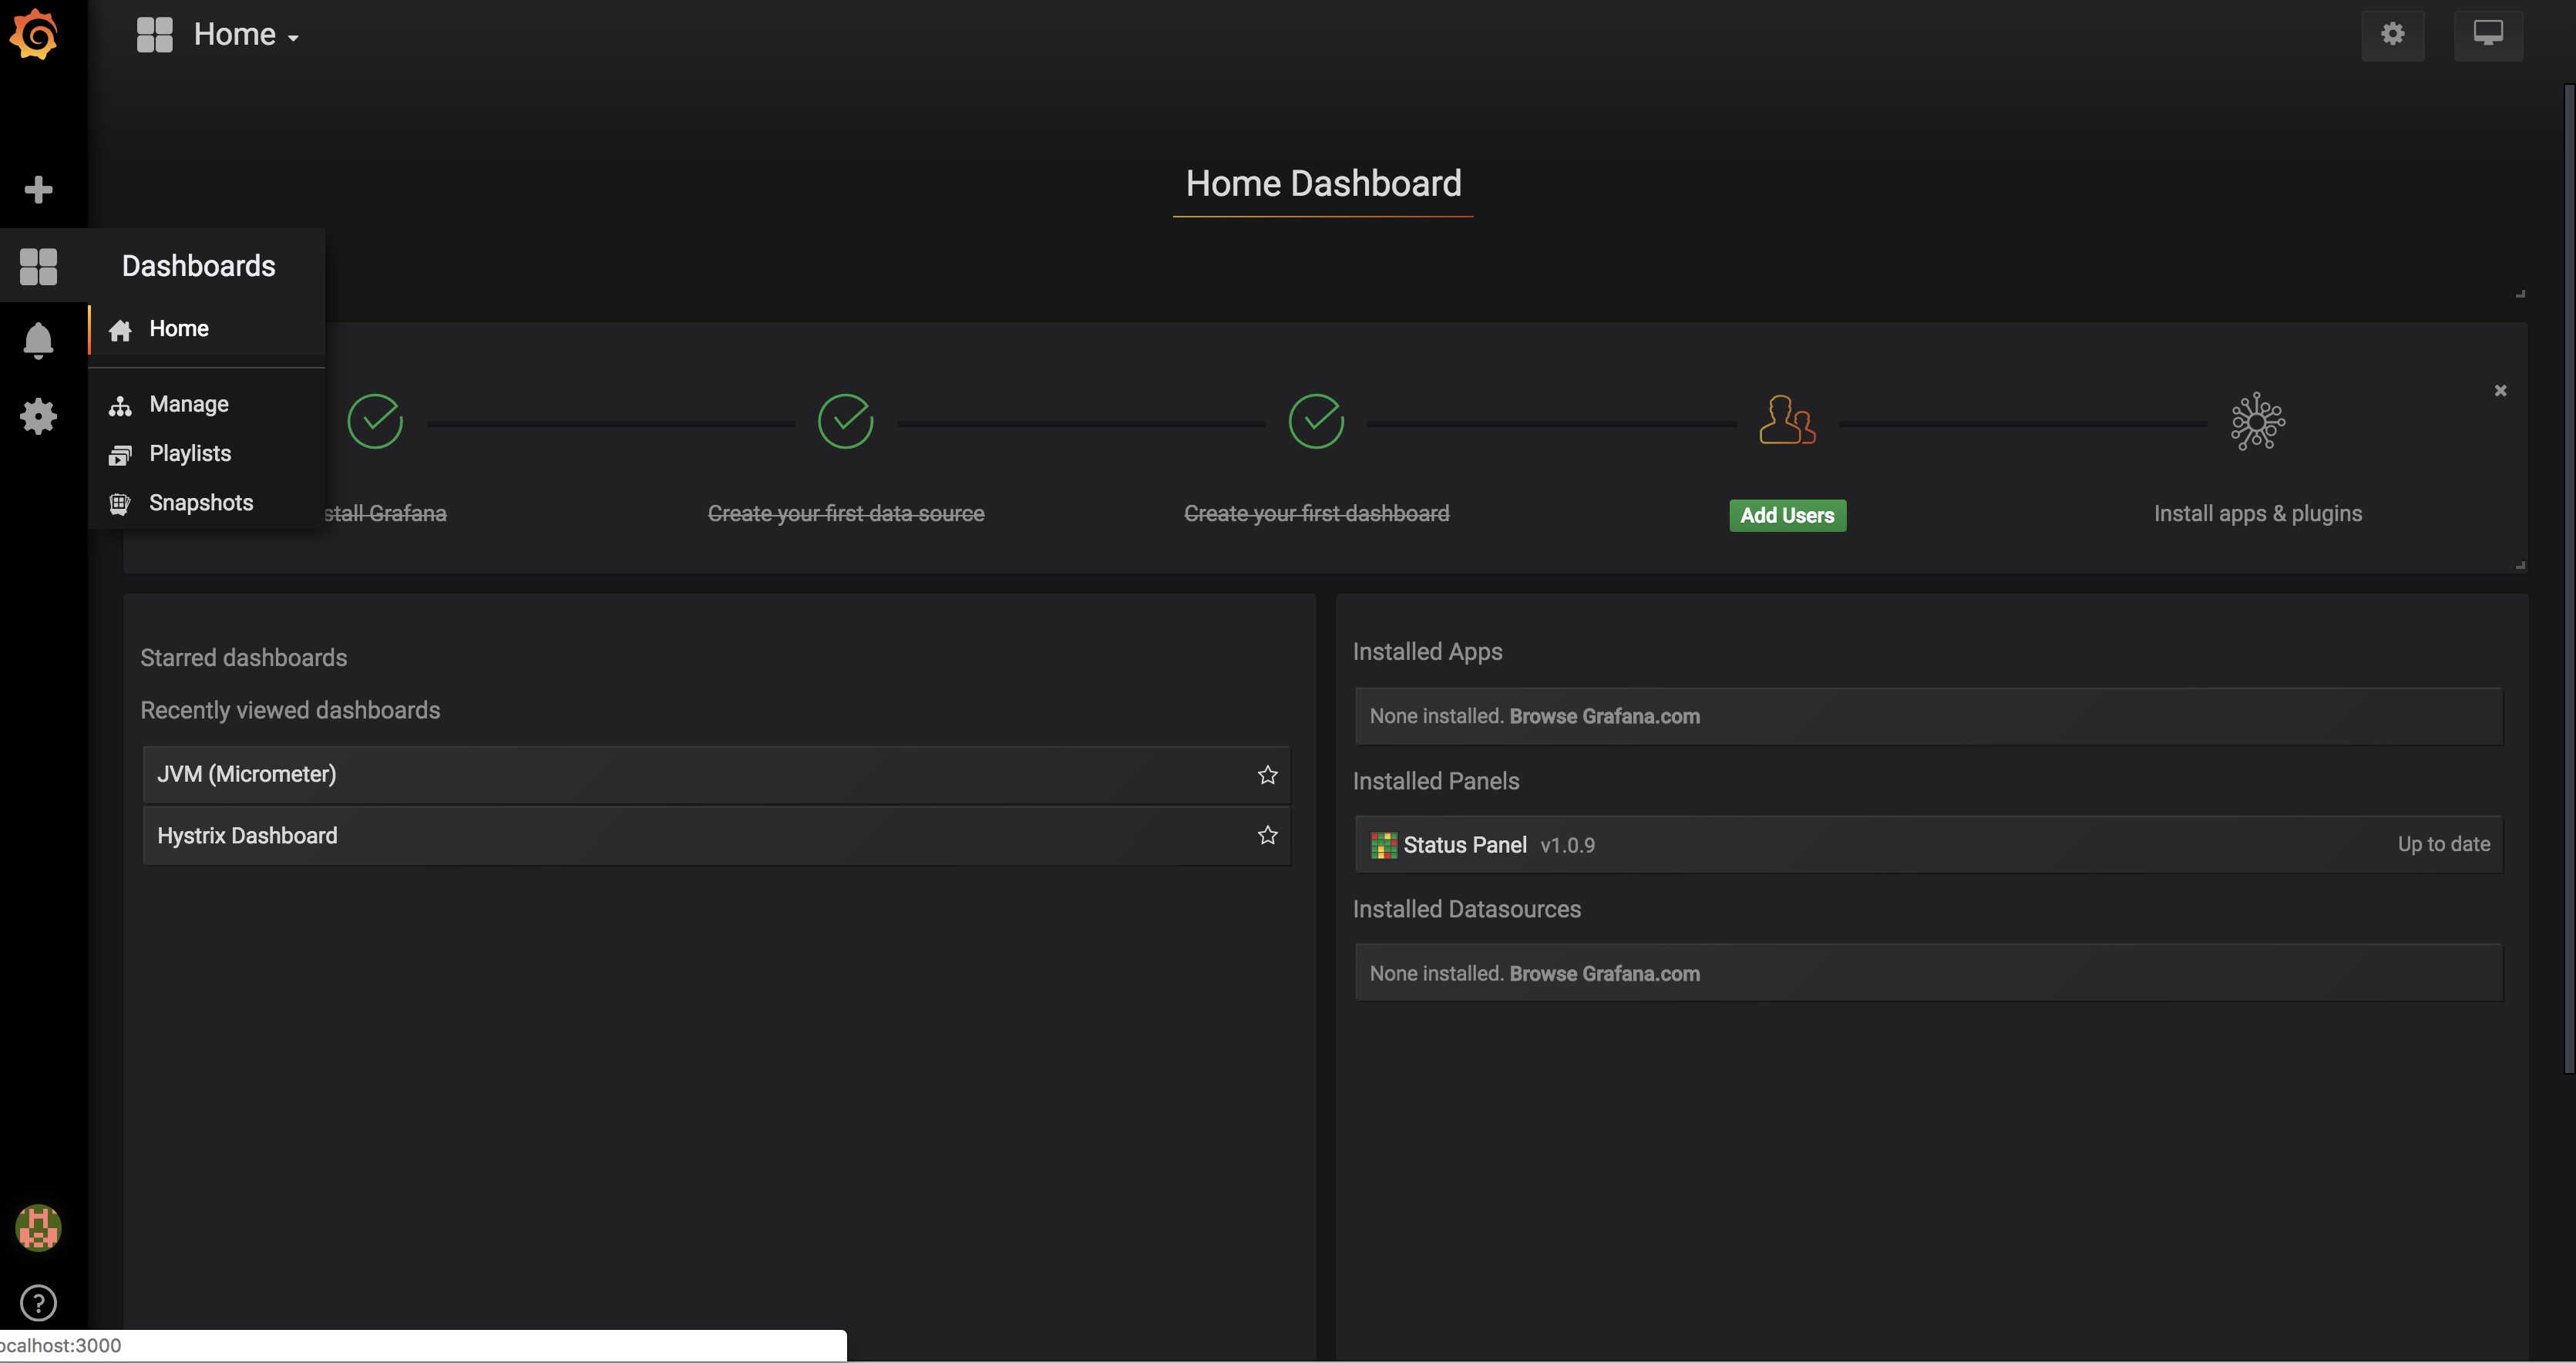 Home
Home Dashboard
Dashboards
Home
Manage
Playlists
Snapshots
stall Grafana
Create your first data source
Create your first dashboard
Add Users
Install apps & plugins
Starred dashboards
Recently viewed dashboards
JVM (Micrometer)
Hystrix Dashboard
Installed Apps
None installed. Browse Grafana.com
Installed Panels
Status Panel v1.0.9 Up to date
Installed Datasources
None installed. Browse Grafana.com
ocalhost:3000